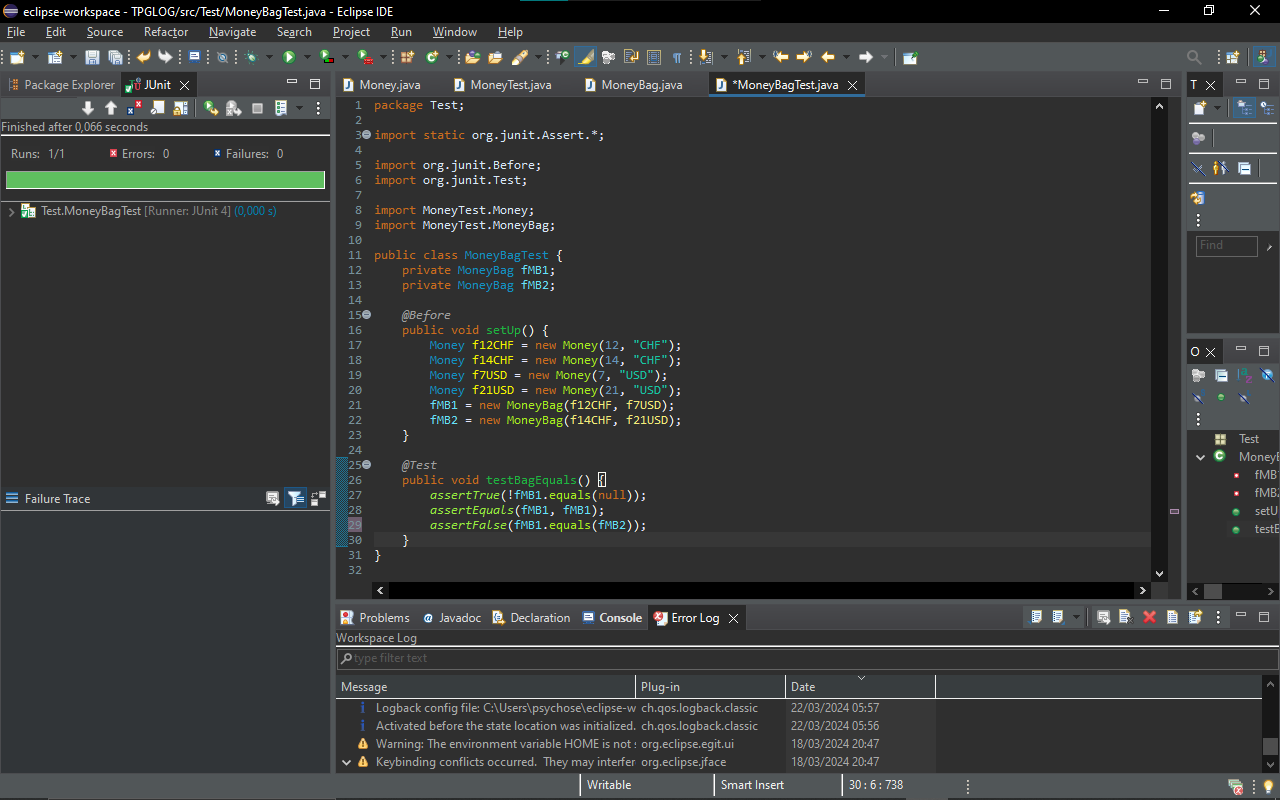 eclipse-workspace - TPGLOG/src/Test/MoneyBagTest.java - Eclipse IDE
File Edit Source Refactor Navigate Search Project Run Window Help
Package Explorer JUnit
Finished after 0,066 seconds
Runs: 1/1 Errors: 0 Failures: 0
Test.MoneyBagTest [Runner: JUnit 4] (0,000 s)
Failure Trace
Money.java MoneyTest.java MoneyBag.java *MoneyBagTest.java
1 package Test;
2
3 import static org.junit.Assert.*;
4
5 import org.junit.Before;
6 import org.junit.Test;
7
8 import MoneyTest.Money;
9 import MoneyTest.MoneyBag;
10
11 public class MoneyBagTest {
12 private MoneyBag fMB1;
13 private MoneyBag fMB2;
14
15 @Before
16 public void setUp() {
17 Money f12CHF = new Money(12, "CHF");
18 Money f14CHF = new Money(14, "CHF");
19 Money f7USD = new Money(7, "USD");
20 Money f21USD = new Money(21, "USD");
21 fMB1 = new MoneyBag(f12CHF, f7USD);
22 fMB2 = new MoneyBag(f14CHF, f21USD);
23 }
24
25 @Test
26 public void testBagEquals() {
27 assertTrue(!fMB1.equals(null));
28 assertEquals(fMB1, fMB1);
29 assertFalse(fMB1.equals(fMB2));
30 }
31 }
32
T
Find
O
Test
MoneyB
fMB1
fMB2
setU
testB
Problems Javadoc Declaration Console Error Log
Workspace Log
type filter text
Message Plug-in Date
Logback config file: C:\Users\psychose\eclipse-w ch.qos.logback.classic 22/03/2024 05:57
Activated before the state location was initialized. ch.qos.logback.classic 22/03/2024 05:56
Warning: The environment variable HOME is not s org.eclipse.egit.ui 18/03/2024 20:47
Keybinding conflicts occurred. They may interfer org.eclipse.jface 18/03/2024 20:47
Writable Smart Insert 30 : 6 : 738